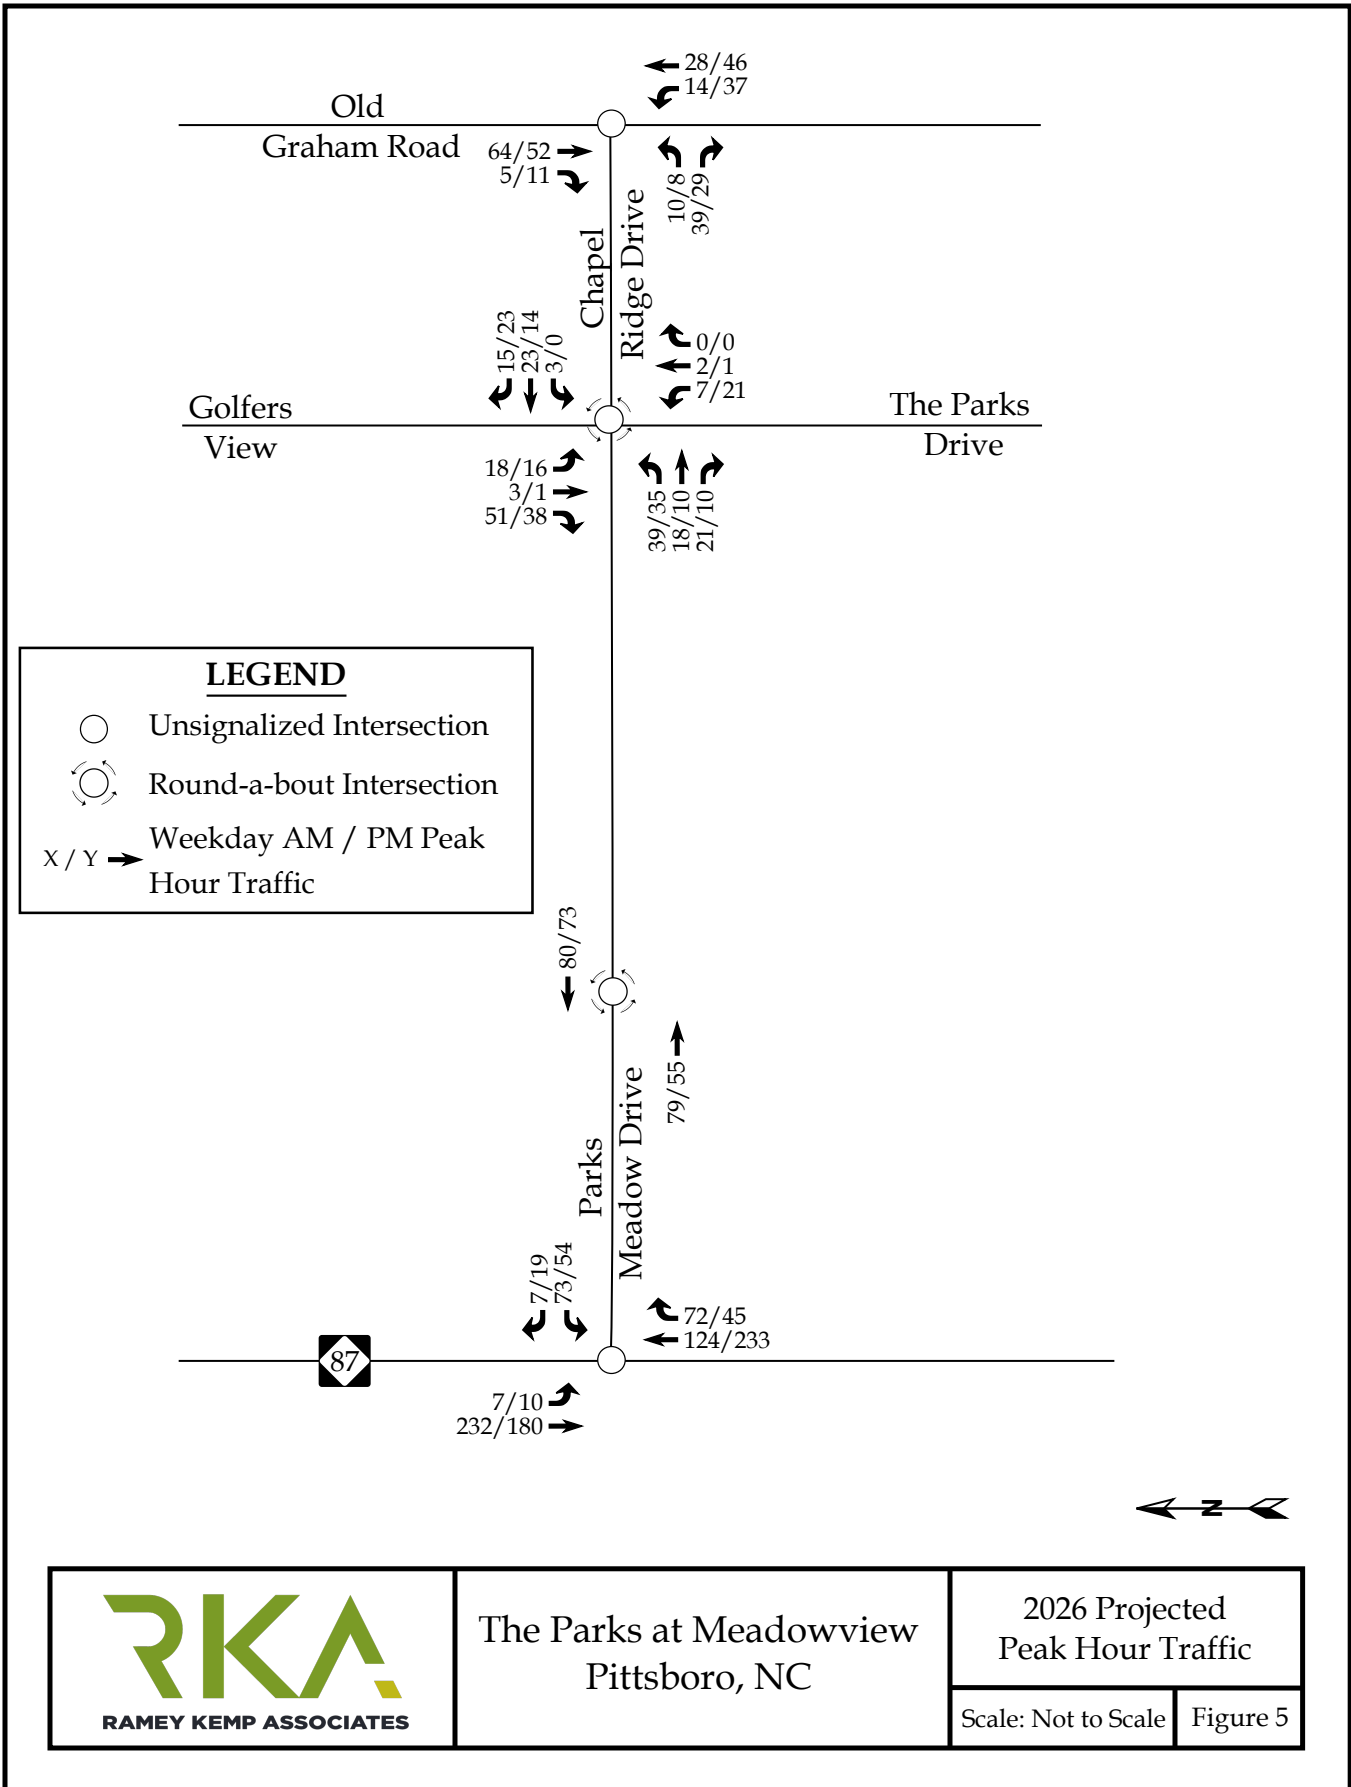 28/46
14/37
Old
Graham Road
64/52
5/11
10/8
39/29
Chapel
Ridge Drive
15/23
23/14
3/0
0/0
2/1
7/21
Golfers
View
The Parks
Drive
18/16
3/1
51/38
39/35
18/10
21/10
LEGEND
Unsignalized Intersection
Round-a-bout Intersection
X / Y
Weekday AM / PM Peak
Hour Traffic
80/73
79/55
Parks
Meadow Drive
7/19
73/54
72/45
124/233
87
7/10
232/180
N
RKA
RAMEY KEMP ASSOCIATES
The Parks at Meadowview
Pittsboro, NC
2026 Projected
Peak Hour Traffic
Scale: Not to Scale
Figure 5